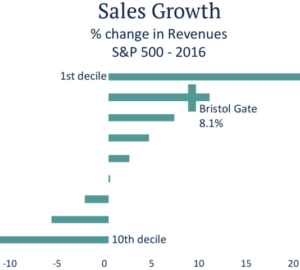 Sales Growth
% change in Revenues
S&P 500 - 2016
1st decile
Bristol Gate
8.1%
10th decile
-10 -5 0 5 10 15 20